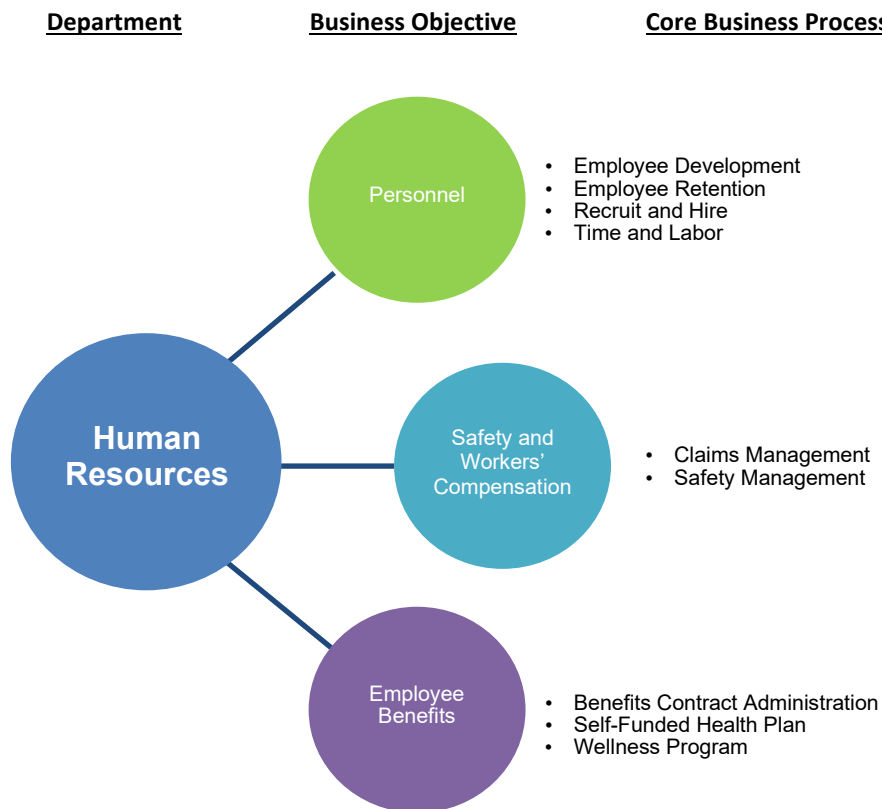 Department Business Objective Core Business Process
Personnel
• Employee Development
• Employee Retention
• Recruit and Hire
• Time and Labor
Human
Resources
Safety and
Workers’
Compensation
• Claims Management
• Safety Management
Employee
Benefits
• Benefits Contract Administration
• Self-Funded Health Plan
• Wellness Program